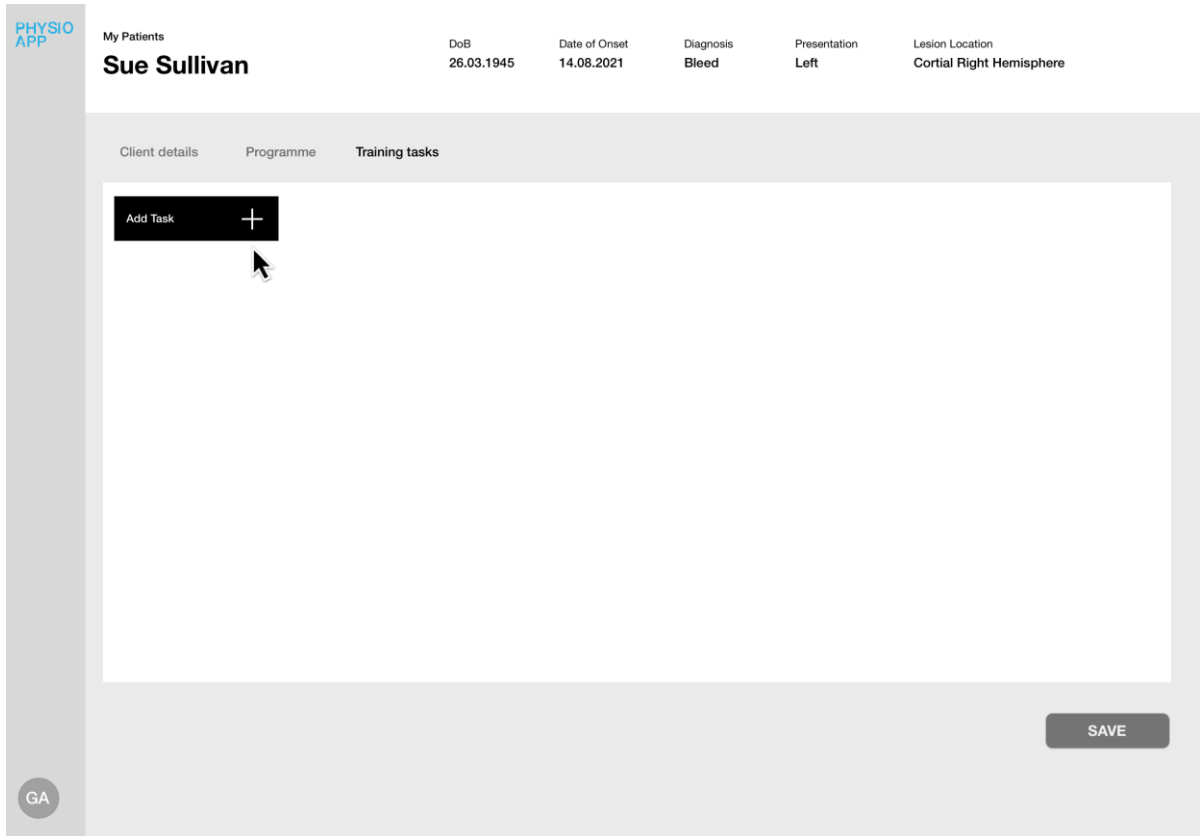 PHYSIO
APP
My Patients
Sue Sullivan
DoB
26.03.1945
Date of Onset
14.08.2021
Diagnosis
Bleed
Presentation
Left
Lesion Location
Cortial Right Hemisphere
Client details
Programme
Training tasks
Add Task
SAVE
GA